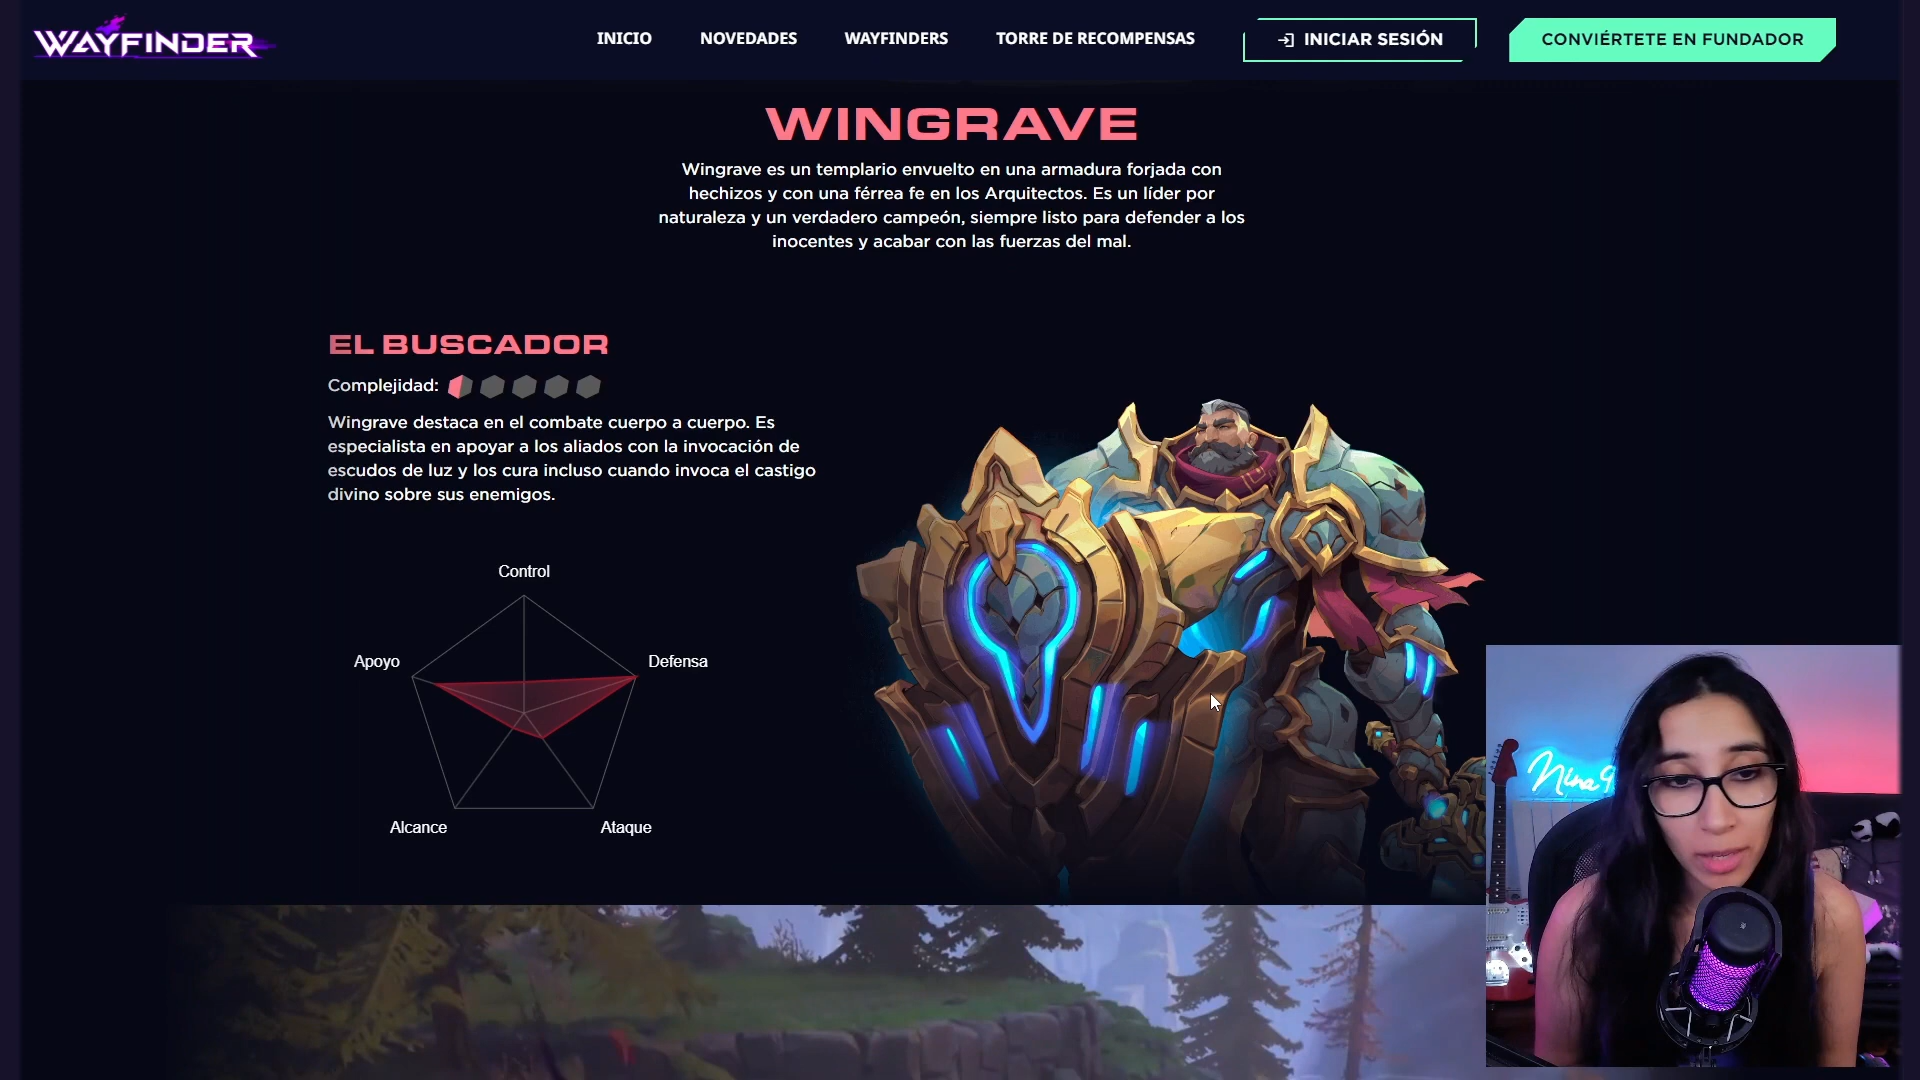 WAYFINDER
INICIO
NOVEDADES
WAYFINDERS
TORRE DE RECOMPENSAS
INICIAR SESIÓN
CONVIÉRTETE EN FUNDADOR
WINGRAVE
Wingrave es un templario envuelto en una armadura forjada con
hechizos y con una férrea fe en los Arquitectos. Es un líder por
naturaleza y un verdadero campeón, siempre listo para defender a los
inocentes y acabar con las fuerzas del mal.
EL BUSCADOR
Complejidad:
Wingrave destaca en el combate cuerpo a cuerpo. Es
especialista en apoyar a los aliados con la invocación de
escudos de luz y los cura incluso cuando invoca el castigo
divino sobre sus enemigos.
Control
Apoyo
Defensa
Alcance
Ataque